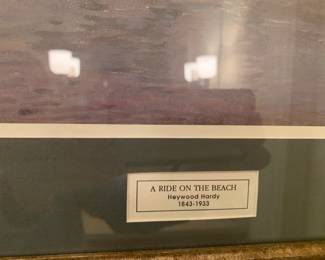 A RIDE ON THE BEACH
Heywood Hardy
1843-1933